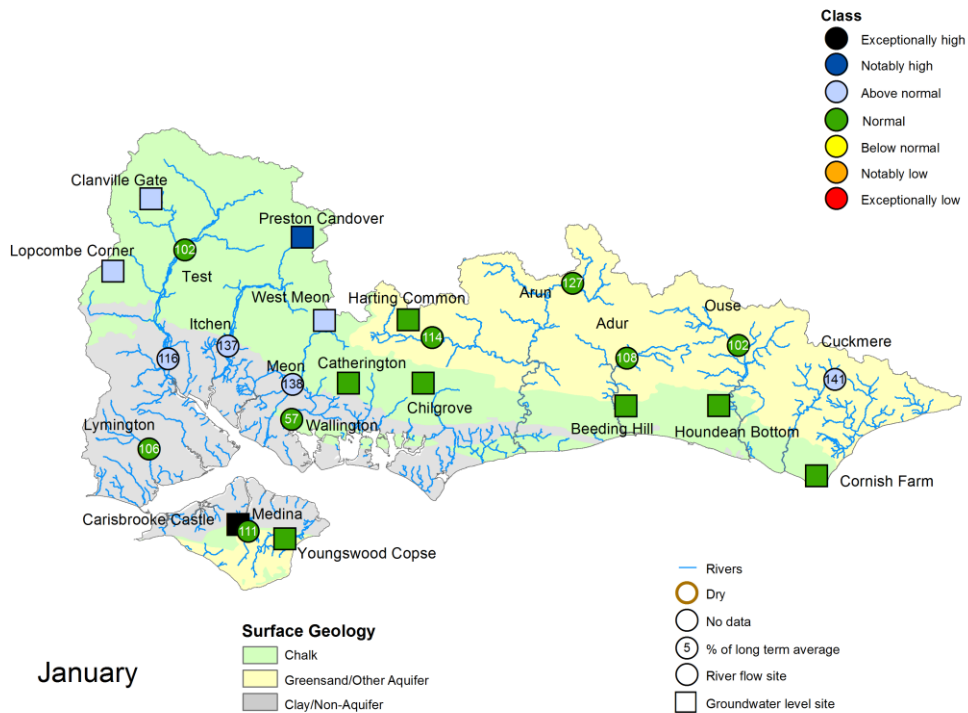 Class
Exceptionally high
Notably high
Above normal
Normal
Below normal
Notably low
Exceptionally low
Clanville Gate
Preston Candover
Lopcombe Corner
102
Test
West Meon
Harting Common
Arun
127
Itchen
137
114
Adur
Ouse
116
108
102
Cuckmere
Meon
138
Catherington
141
57
Wallington
Chilgrove
Lymington
106
Beeding Hill
Houndean Bottom
Cornish Farm
Carisbrooke Castle
Medina
111
Youngswood Copse
January
Surface Geology
Chalk
Greensand/Other Aquifer
Clay/Non-Aquifer
Rivers
Dry
No data
5
% of long term average
River flow site
Groundwater level site